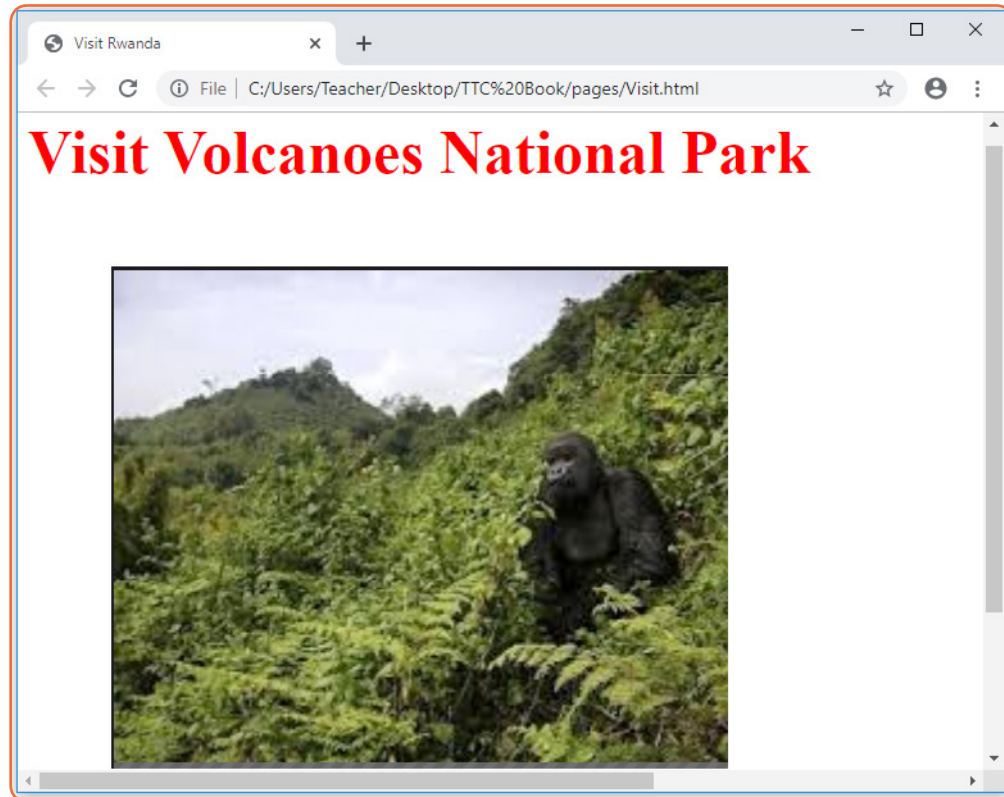 Visit Rwanda
File | C:/Users/Teacher/Desktop/TTC%20Book/pages/Visit.html
Visit Volcanoes National Park